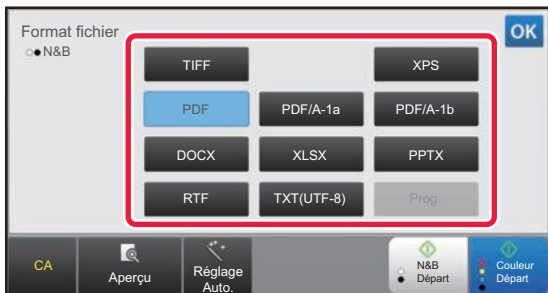 Format fichier
OK
N&B
TIFF XPS
PDF PDF/A-1a PDF/A-1b
DOCX XLSX PPTX
RTF TXT(UTF-8) Prog.
CA
Aperçu
Réglage
Auto.
N&B
Départ
Couleur
Départ